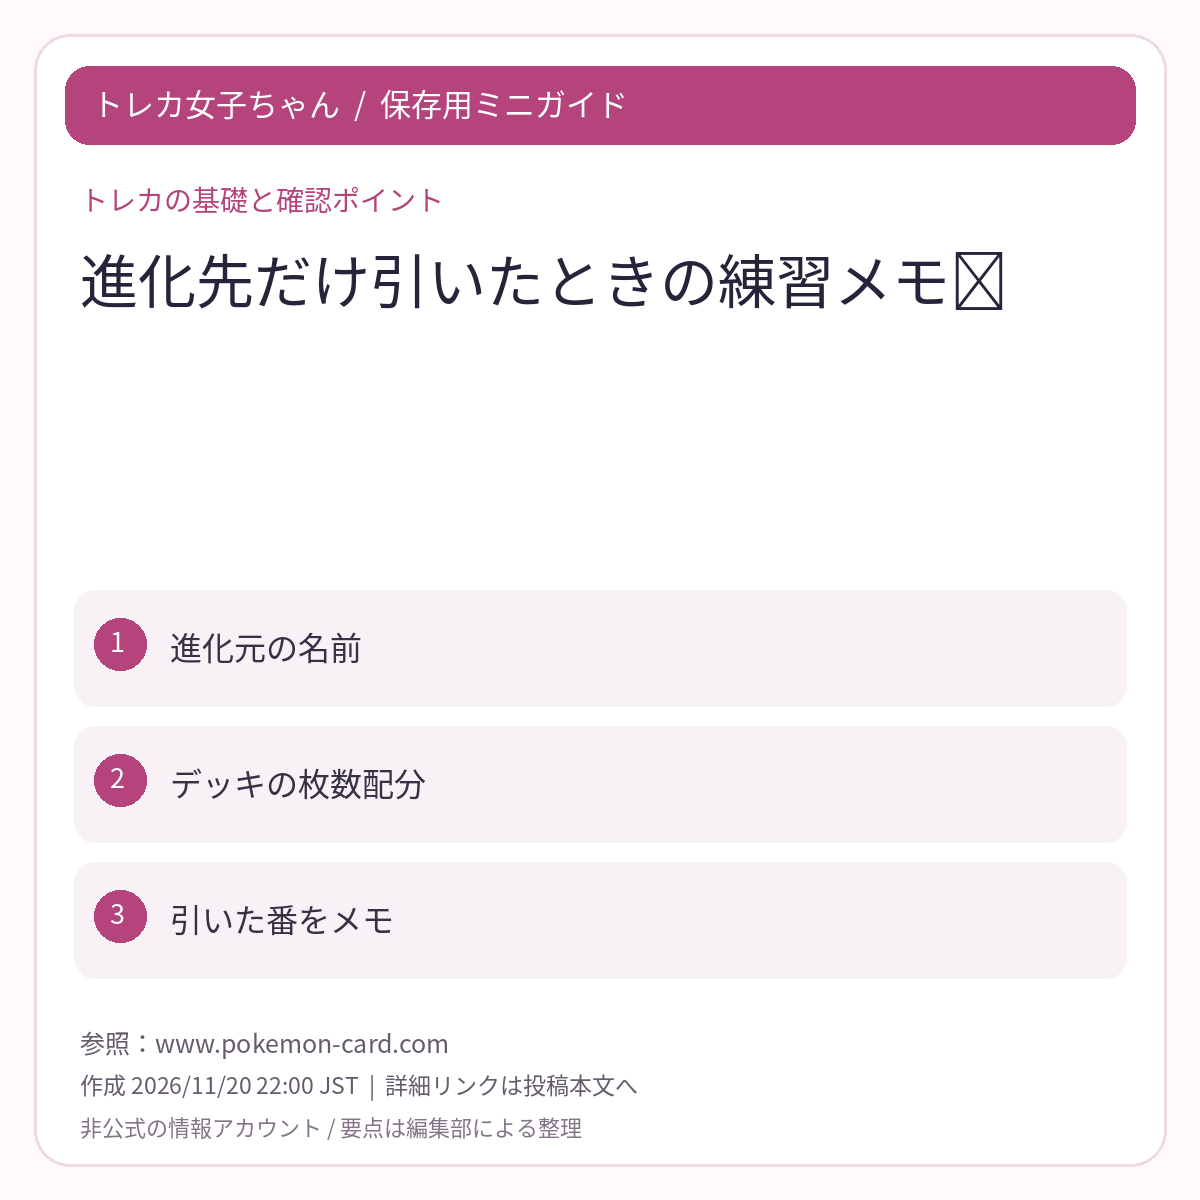 トレカ女子ちゃん / 保存用ミニガイド
トレカの基礎と確認ポイント
進化先だけ引いたときの練習メモ
1 進化元の名前
2 デッキの枚数配分
3 引いた番をメモ
参照：www.pokemon-card.com
作成 2026/11/20 22:00 JST | 詳細リンクは投稿本文へ
非公式の情報アカウント / 要点は編集部による整理